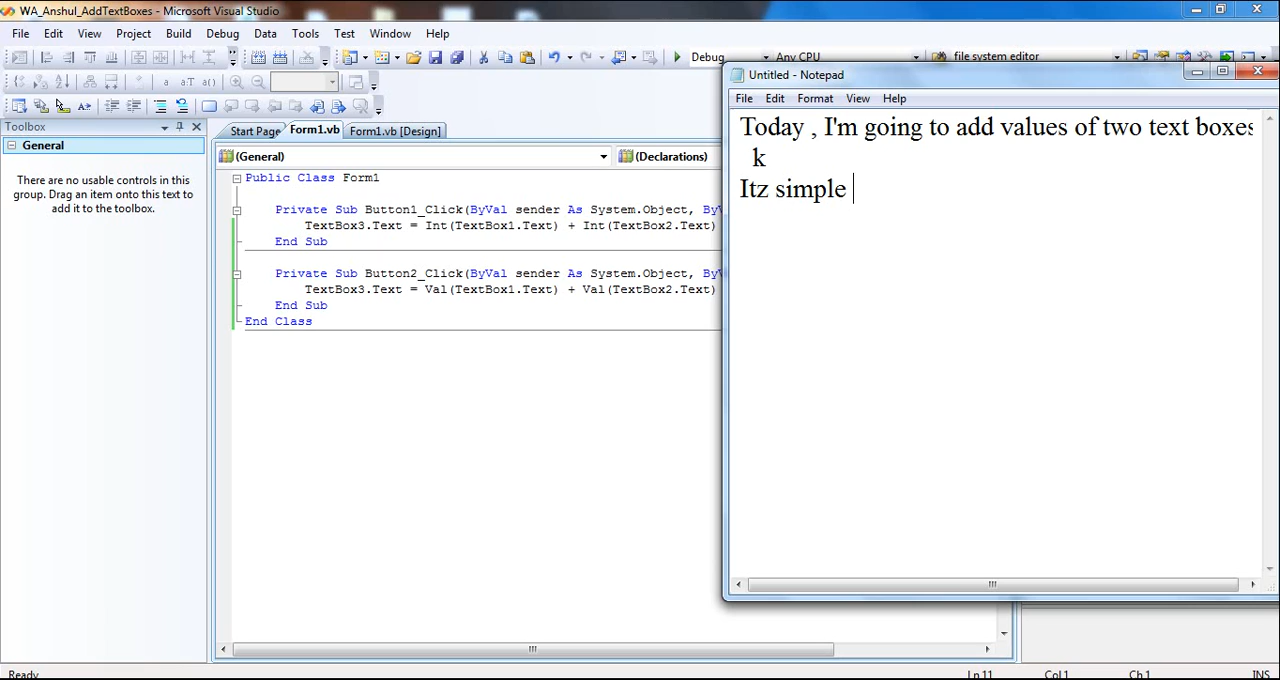 WA_Anshul_AddTextBoxes - Microsoft Visual Studio
File Edit View Project Build Debug Data Tools Test Window Help
Debug Any CPU file system editor
Toolbox
General
There are no usable controls in this
group. Drag an item onto this text to
add it to the toolbox.
Start Page Form1.vb Form1.vb [Design]
(General) (Declarations)
Public Class Form1
Private Sub Button1_Click(ByVal sender As System.Object, ByV
TextBox3.Text = Int(TextBox1.Text) + Int(TextBox2.Text)
End Sub
Private Sub Button2_Click(ByVal sender As System.Object, ByV
TextBox3.Text = Val(TextBox1.Text) + Val(TextBox2.Text)
End Sub
End Class
Untitled - Notepad
File Edit Format View Help
Today , I'm going to add values of two text boxes
k
Itz simple
Ready Ln 11 Col 1 Ch 1 INS